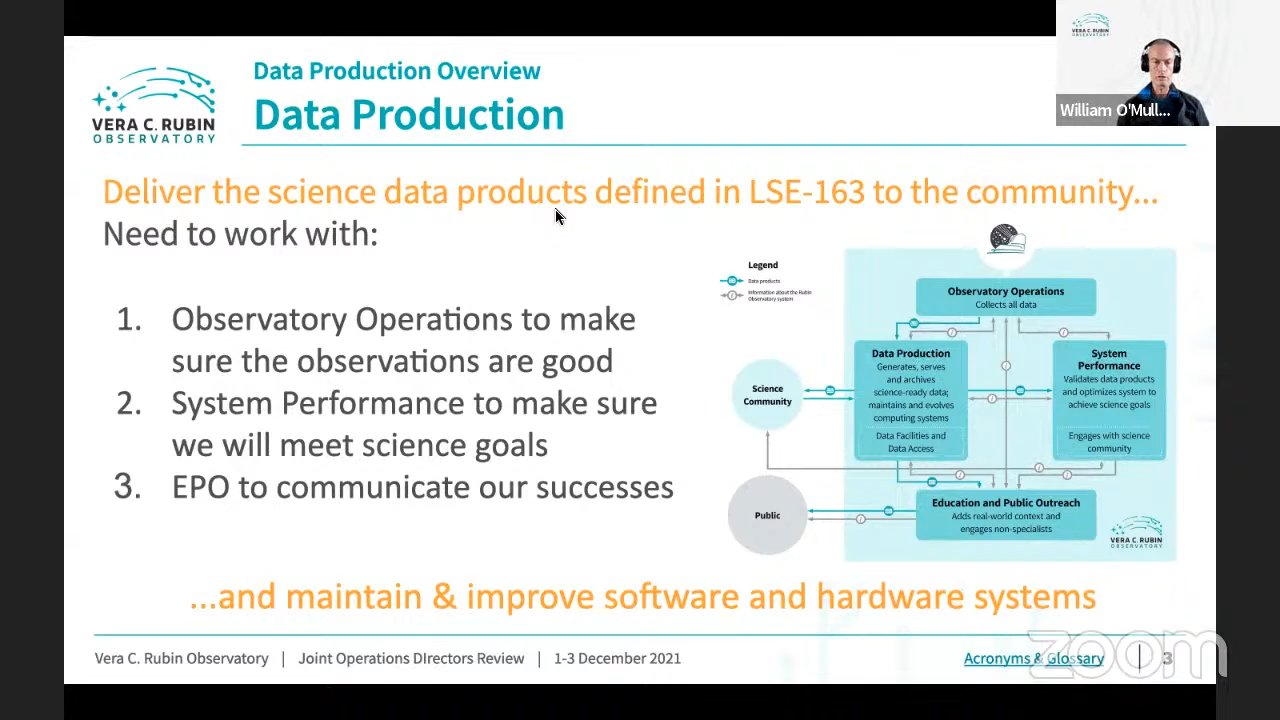 Data Production Overview
Data Production
VERA C. RUBIN
OBSERVATORY
VERA C. RUBIN
OBSERVATORY
William O'Mull...
Deliver the science data products defined in LSE-163 to the community...
Need to work with:
1. Observatory Operations to make
sure the observations are good
2. System Performance to make sure
we will meet science goals
3. EPO to communicate our successes
Legend
Data products
Information about the Rubin
Observatory system
Observatory Operations
Collects all data
Data Production
Generates, serves
and archives
science-ready data;
maintains and evolves
computing systems
Data Facilities and
Data Access
System
Performance
Validates data products
and optimizes system to
achieve science goals
Engages with science
community
Science
Community
Public
Education and Public Outreach
Adds real-world context and
engages non-specialists
VERA C. RUBIN
OBSERVATORY
...and maintain & improve software and hardware systems
Vera C. Rubin Observatory | Joint Operations DIrectors Review | 1-3 December 2021
Acronyms & Glossary | 3
zoom